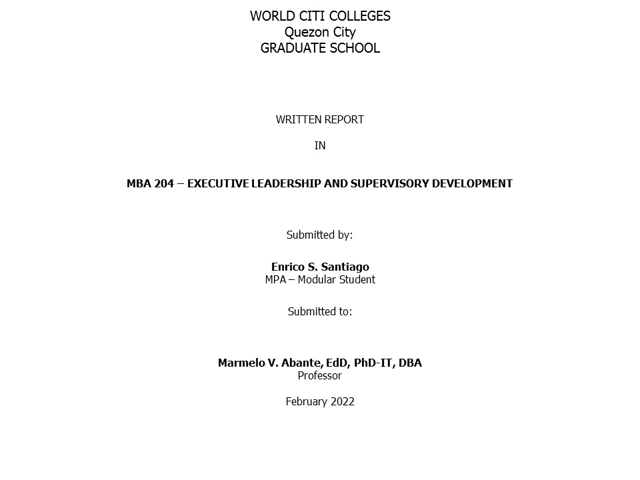 WORLD CITI COLLEGES
Quezon City
GRADUATE SCHOOL
WRITTEN REPORT
IN
MBA 204 – EXECUTIVE LEADERSHIP AND SUPERVISORY DEVELOPMENT
Submitted by:
Enrico S. Santiago
MPA – Modular Student
Submitted to:
Marmelo V. Abante, EdD, PhD-IT, DBA
Professor
February 2022